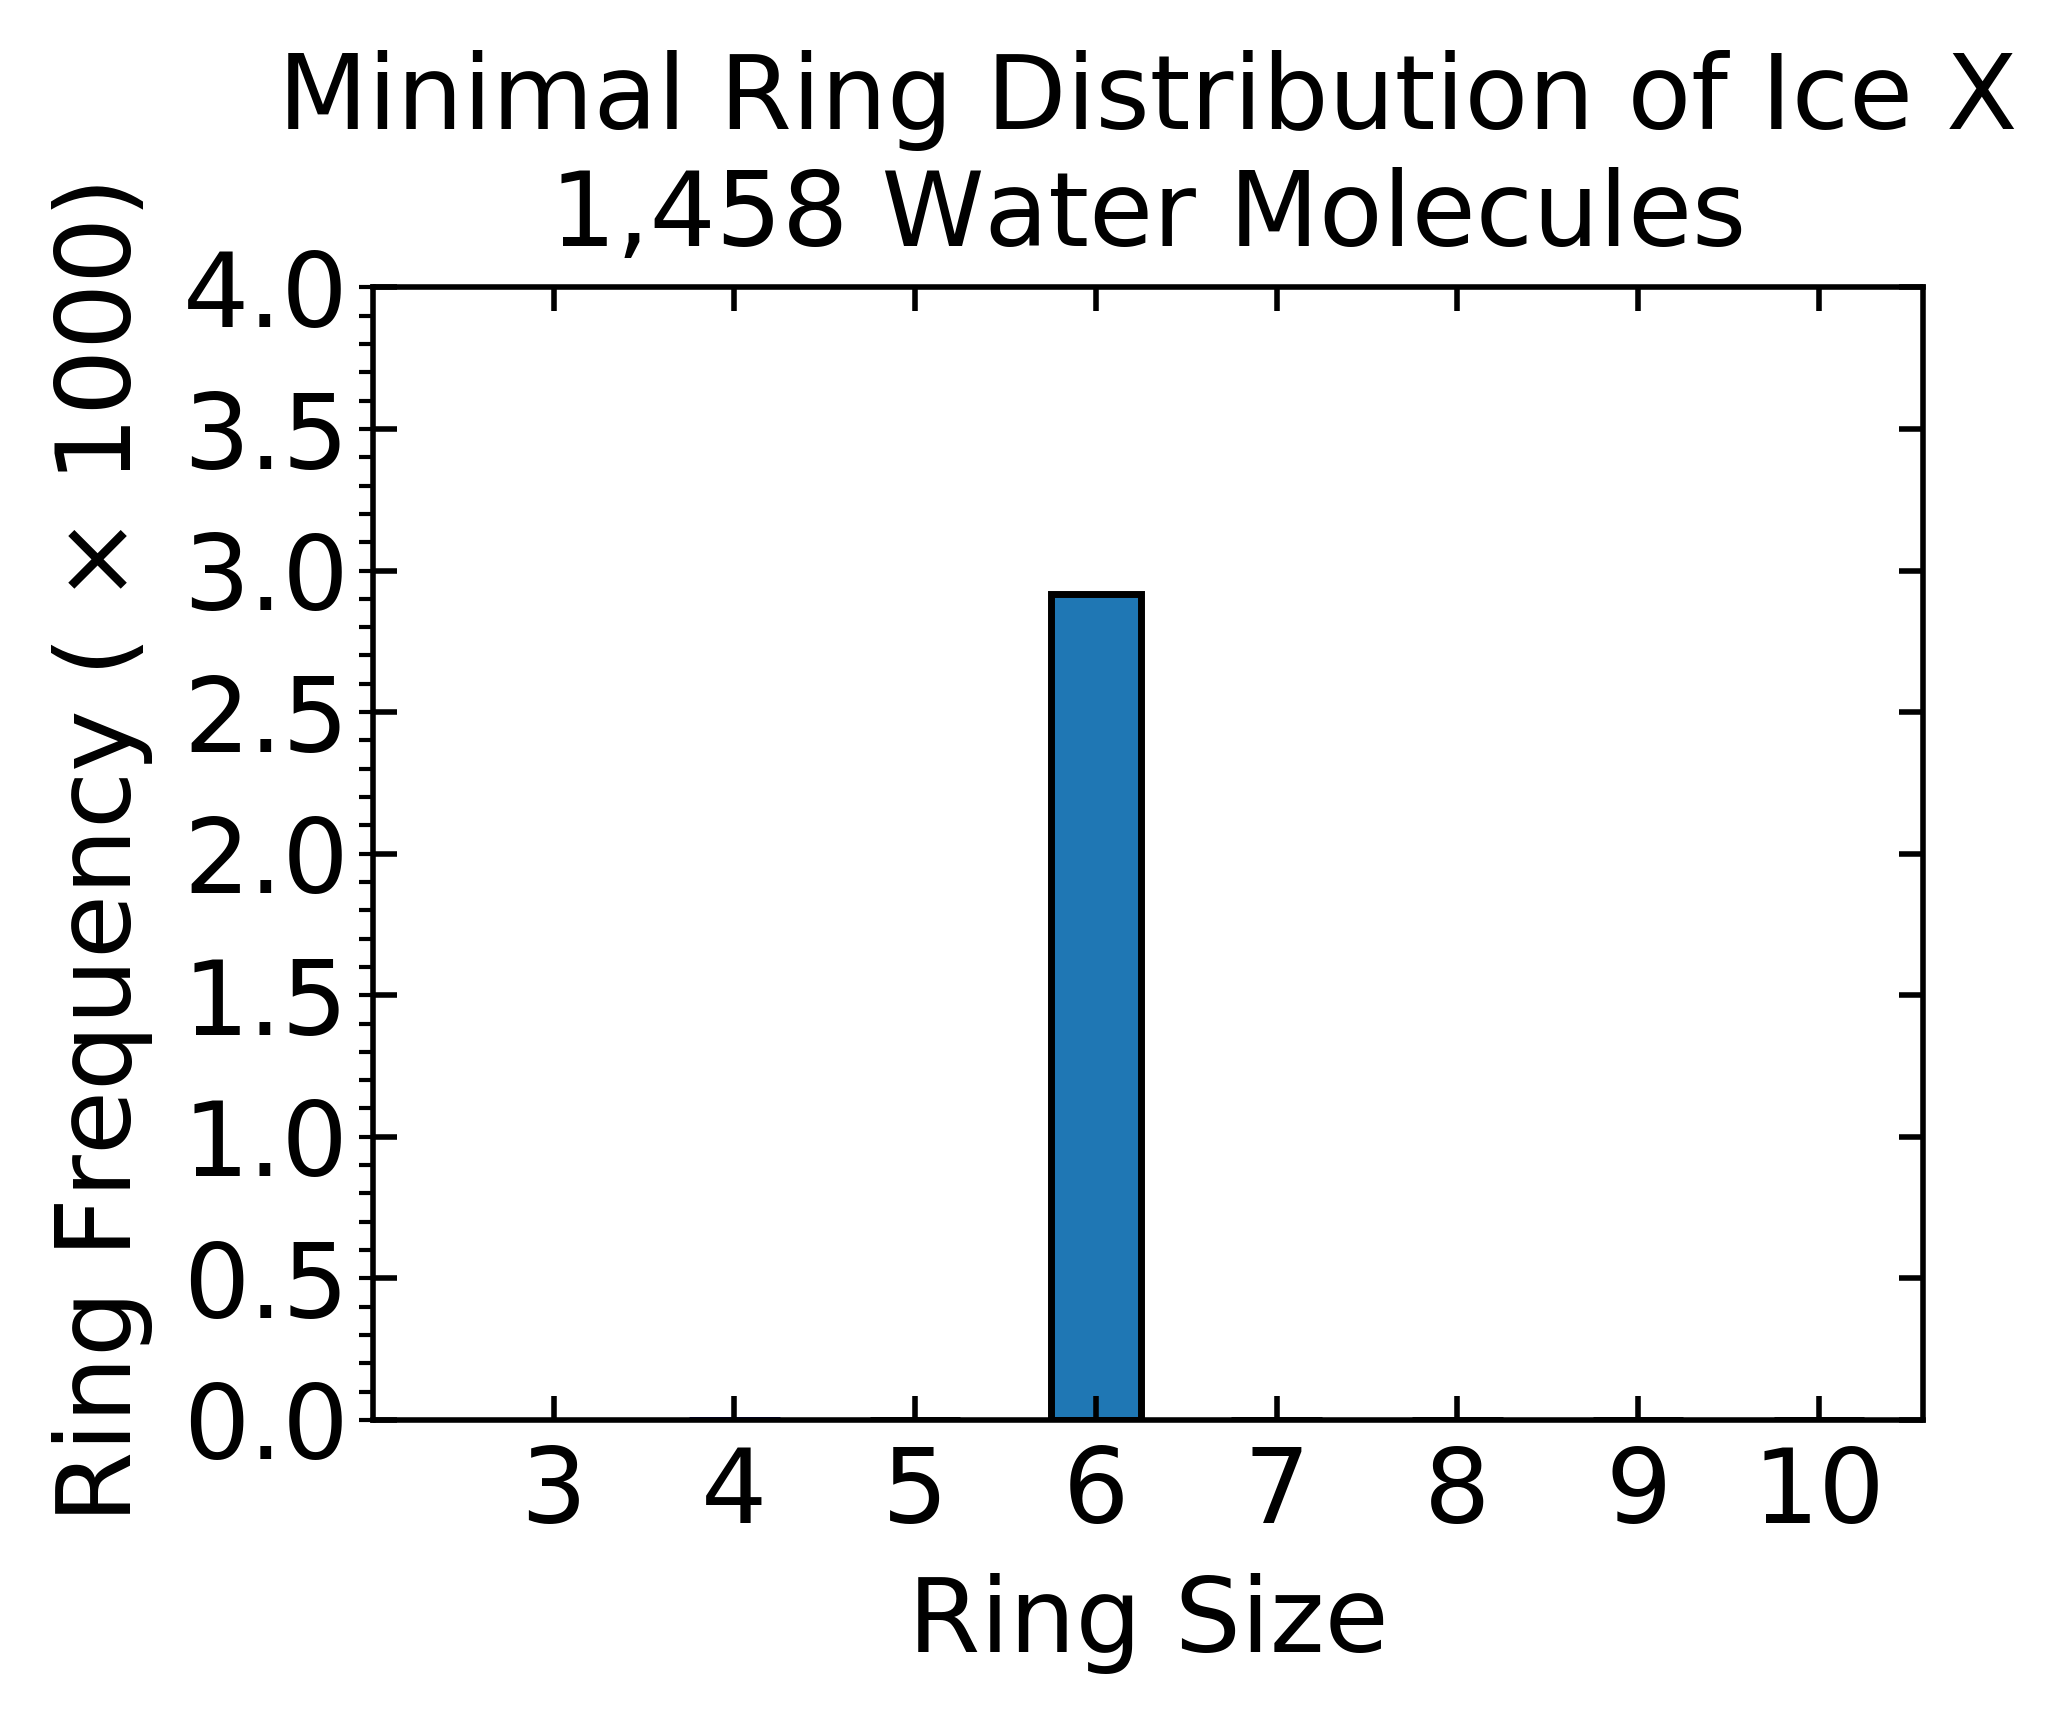 Minimal Ring Distribution of Ice X
1,458 Water Molecules
Ring Frequency ( × 1000)
4.0
3.5
3.0
2.5
2.0
1.5
1.0
0.5
0.0
3 4 5 6 7 8 9 10
Ring Size